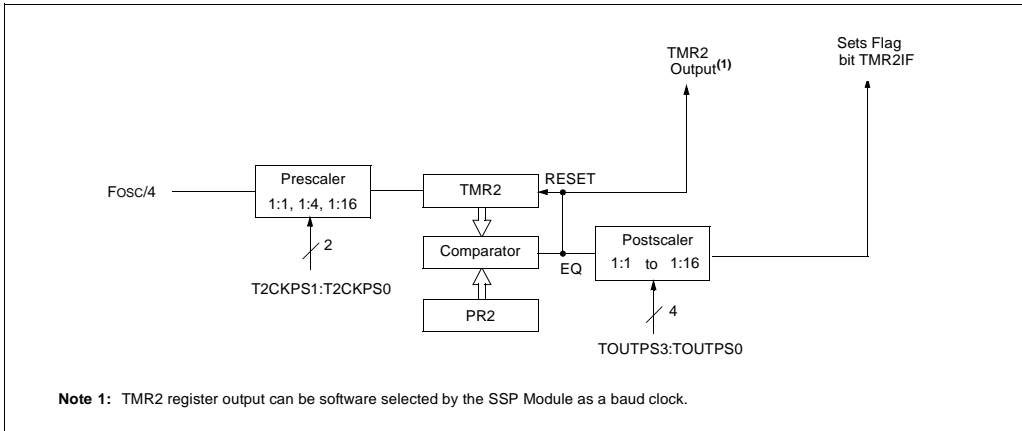 Sets Flag
bit TMR2IF
TMR2
Output(1)
RESET
Prescaler
1:1, 1:4, 1:16
TMR2
FOSC/4
Postscaler
1:1 to 1:16
2
Comparator
EQ
T2CKPS1:T2CKPS0
PR2
4
TOUTPS3:TOUTPS0
Note 1: TMR2 register output can be software selected by the SSP Module as a baud clock.